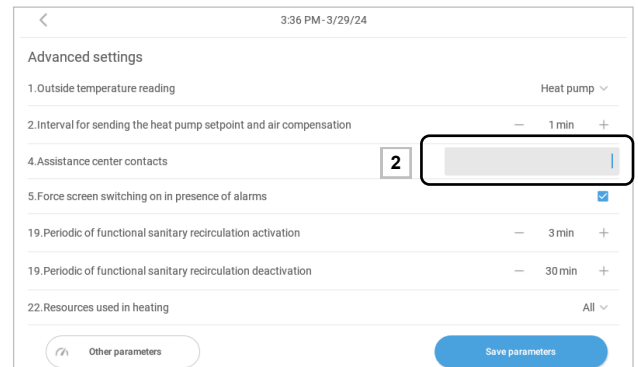 3:36 PM-3/29/24
Advanced settings
1.Outside temperature reading Heat pump
2.Interval for sending the heat pump setpoint and air compensation — 1 min +
4.Assistance center contacts 2
5.Force screen switching on in presence of alarms
19.Periodic of functional sanitary recirculation activation — 3 min +
19.Periodic of functional sanitary recirculation deactivation — 30 min +
22.Resources used in heating All
Other parameters Save parameters